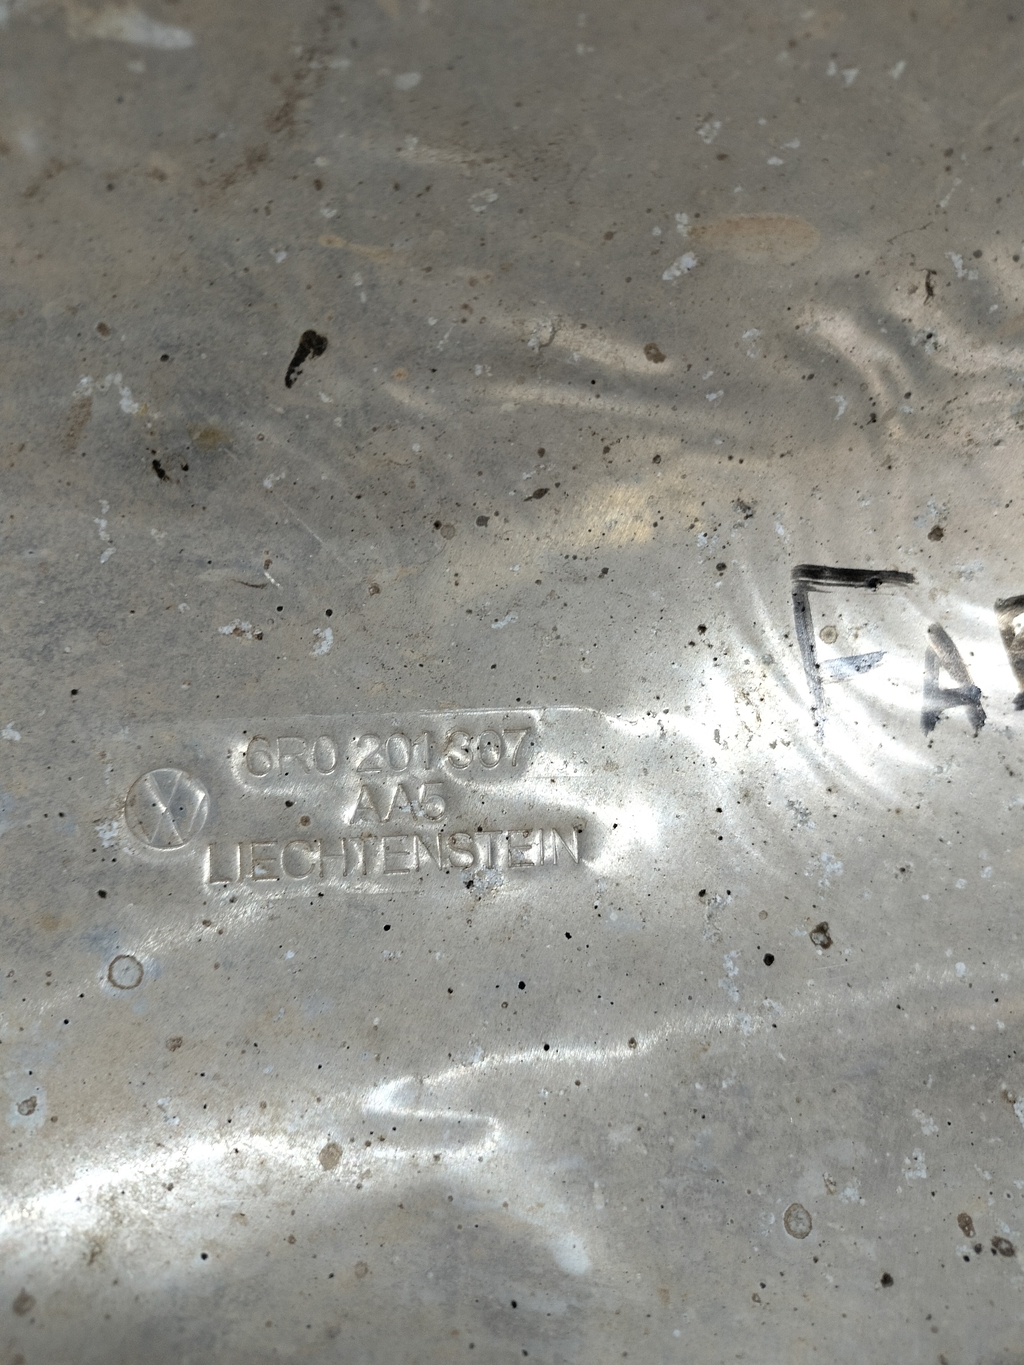 6R0 201 307
AA5
LIECHTENSTEIN